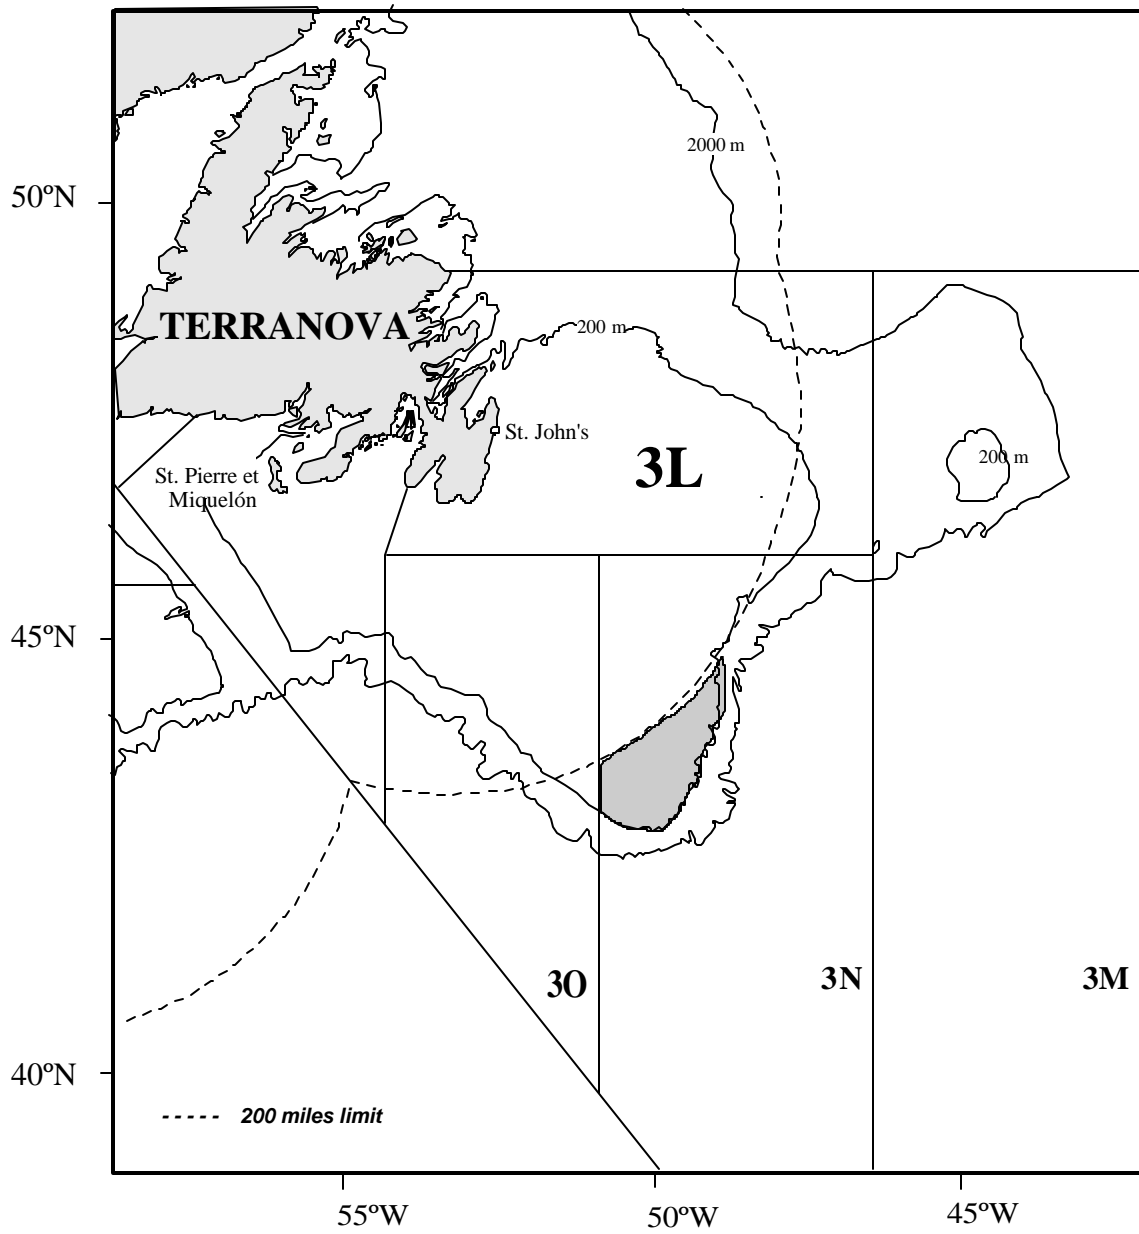 2000 m
50ºN
TERRANOVA
200 m
St. John's
3L
200 m
St. Pierre et
Miquelón
45ºN
3O
3N
3M
40ºN
200 miles limit
55ºW
50ºW
45ºW